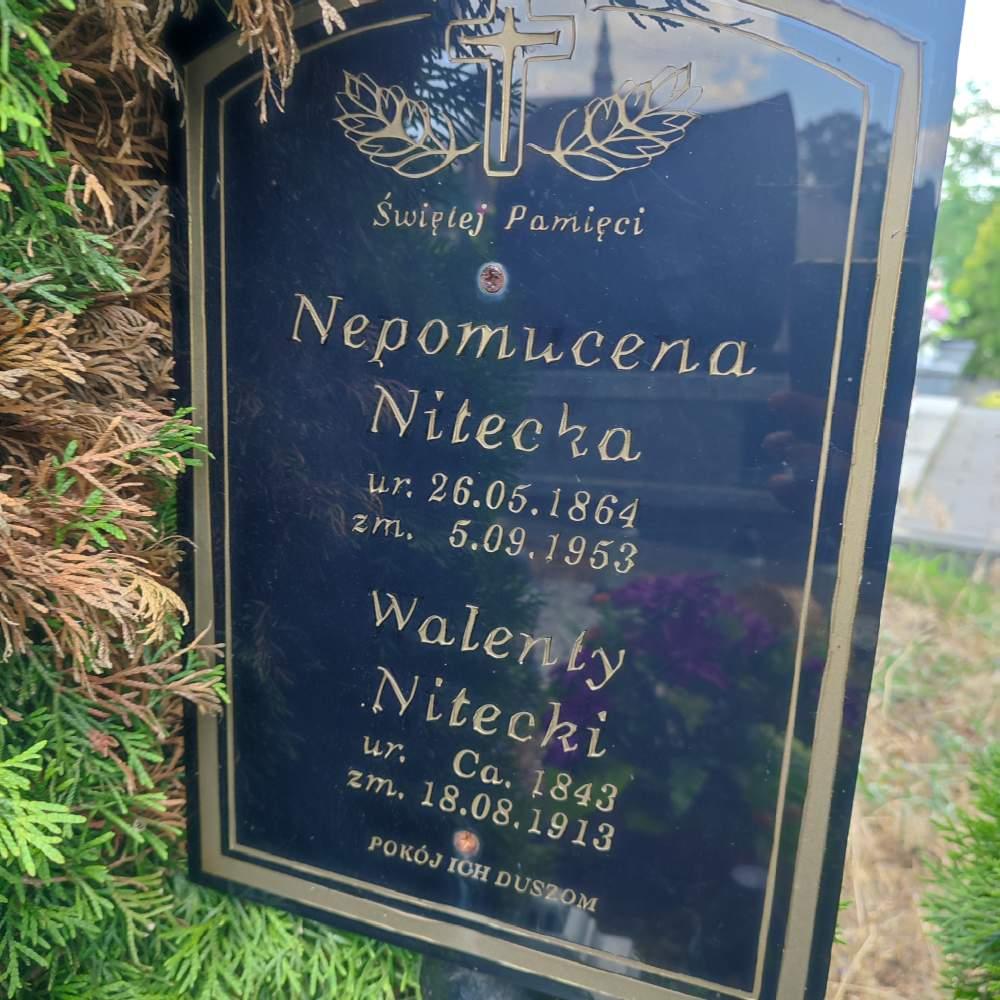 Świętej Pamięci
Nepomucena
Nitecka
ur. 26.05.1864
zm. 5.09.1953
Walenty
Nitecki
ur. Ca. 1843
zm. 18.08.1913
POKÓJ ICH DUSZOM